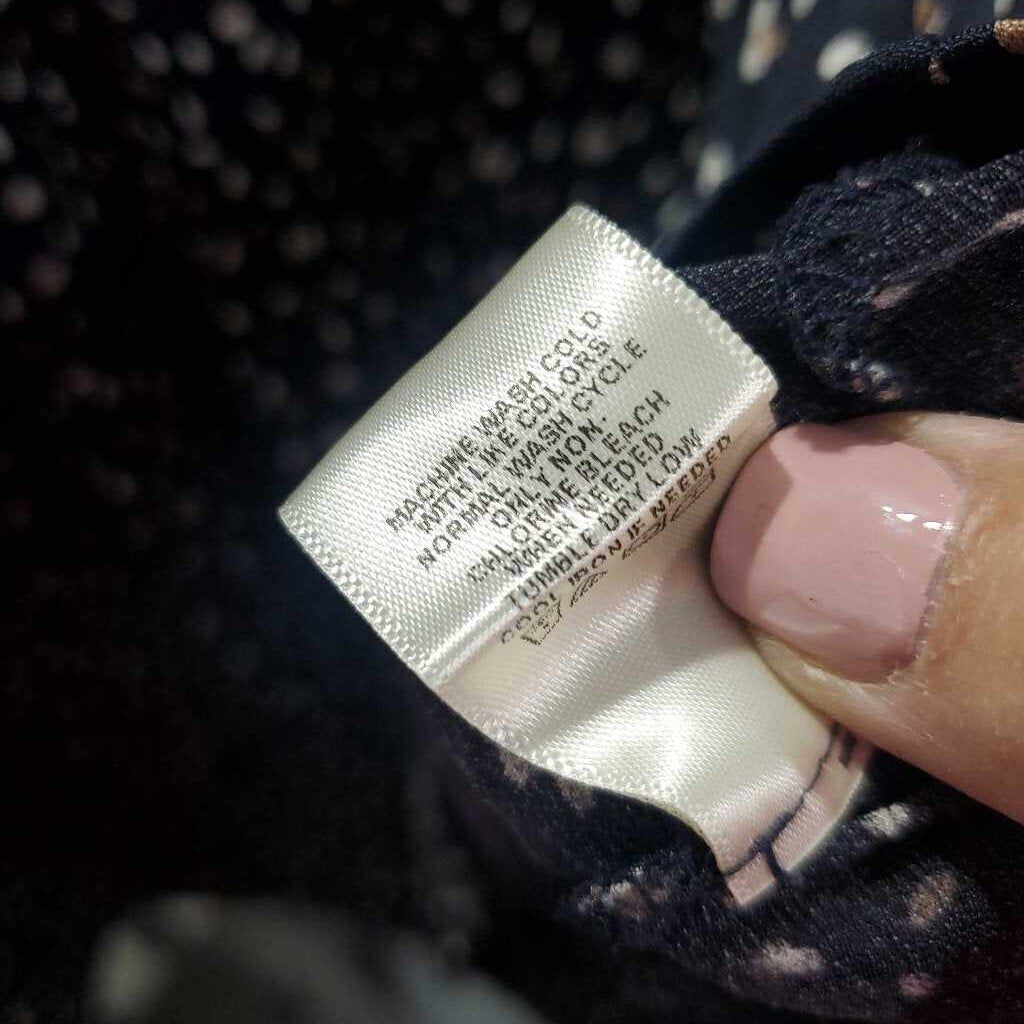 MACHINE WASH COLD
WITH LIKE COLORS
NORMAL WASH CYCLE
ONLY NON.
CHLORINE BLEACH
WHEN NEEDED
TUMBLE DRY LOW
COOL IRON IF NEEDED